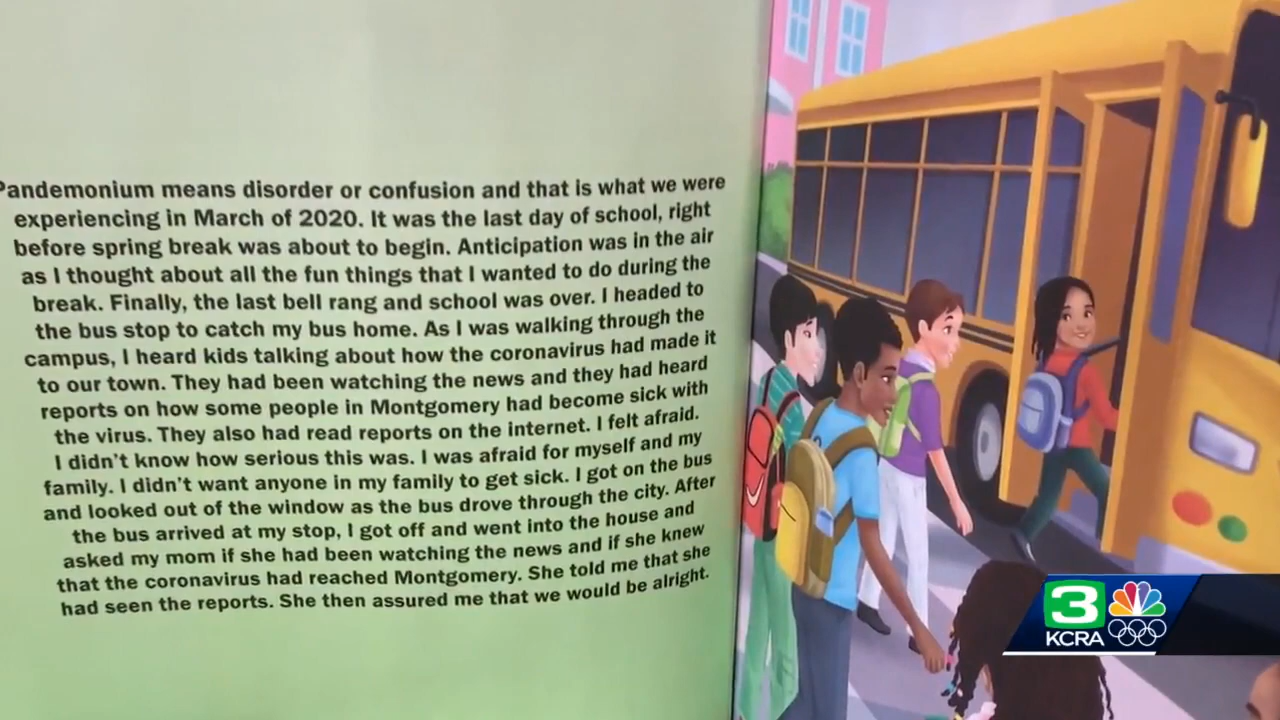 Pandemonium means disorder or confusion and that is what we were
experiencing in March of 2020. It was the last day of school, right
before spring break was about to begin. Anticipation was in the air
as I thought about all the fun things that I wanted to do during the
break. Finally, the last bell rang and school was over. I headed to
the bus stop to catch my bus home. As I was walking through the
campus, I heard kids talking about how the coronavirus had made it
to our town. They had been watching the news and they had heard
reports on how some people in Montgomery had become sick with
the virus. They also had read reports on the internet. I felt afraid.
I didn't know how serious this was. I was afraid for myself and my
family. I didn't want anyone in my family to get sick. I got on the bus
and looked out of the window as the bus drove through the city. After
the bus arrived at my stop, I got off and went into the house and
asked my mom if she had been watching the news and if she knew
that the coronavirus had reached Montgomery. She told me that she
had seen the reports. She then assured me that we would be alright.
3
KCRA